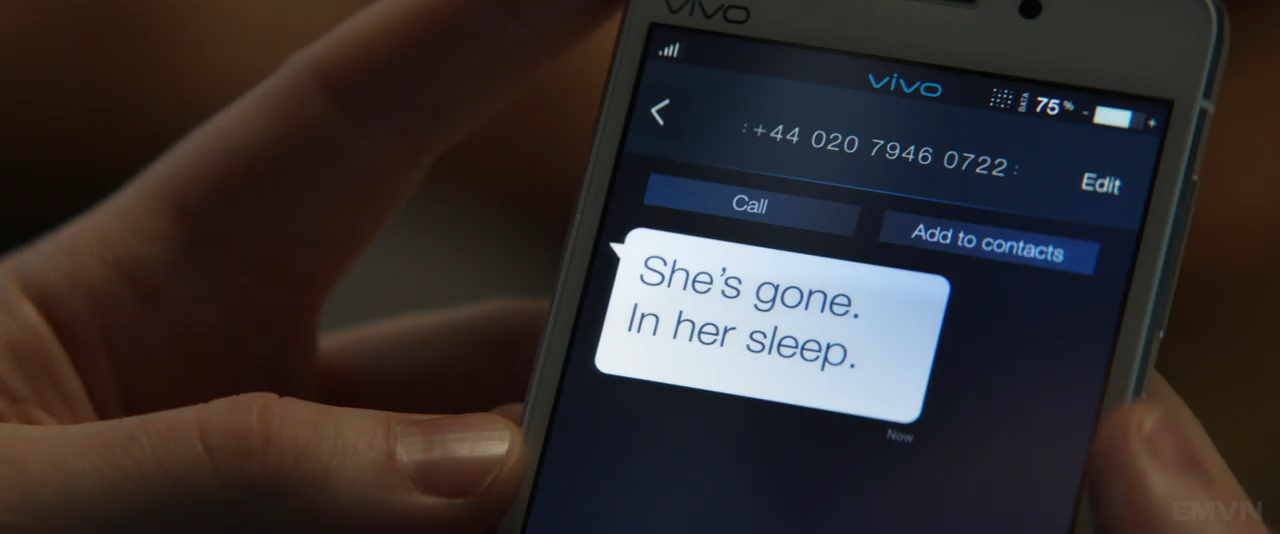 vivo
vivo
DATA 75% - +
:+44 020 7946 0722:
Edit
Call
Add to contacts
She's gone.
In her sleep.
Now
EMVN